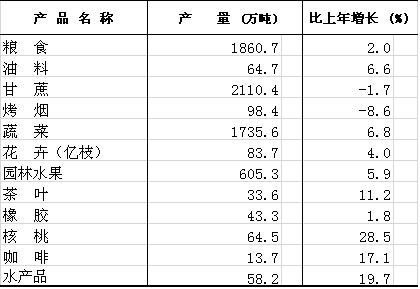 产 品 名 称 产 量 (万吨) 比上年增长 (%)
粮 食 1860.7 2.0
油 料 64.7 6.6
甘 蔗 2110.4 -1.7
烤 烟 98.4 -8.6
蔬 菜 1735.6 6.8
花 卉（亿枝） 83.7 4.0
园林水果 605.3 5.9
茶 叶 33.6 11.2
橡 胶 43.3 1.8
核 桃 64.5 28.5
咖 啡 13.7 17.1
水产品 58.2 19.7